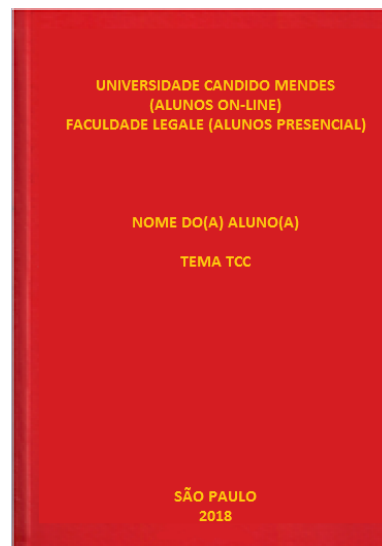 UNIVERSIDADE CANDIDO MENDES
(ALUNOS ON-LINE)
FACULDADE LEGALE (ALUNOS PRESENCIAL)
NOME DO(A) ALUNO(A)
TEMA TCC
SÃO PAULO
2018